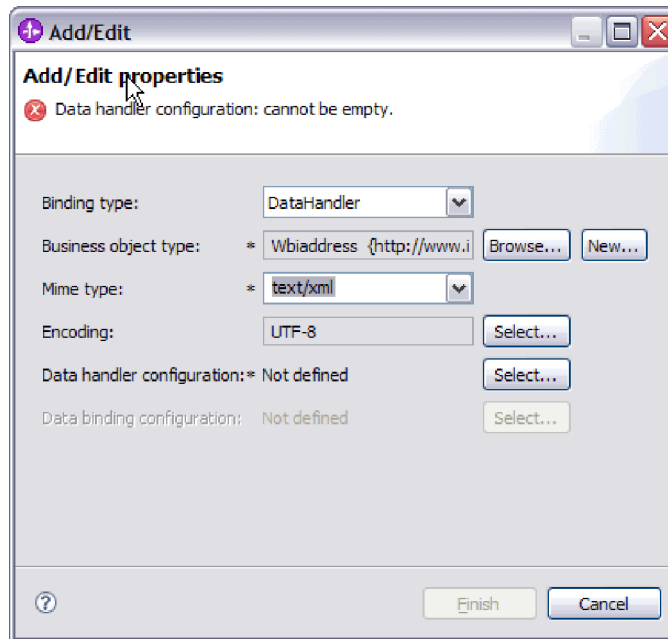 Add/Edit
Add/Edit properties
Data handler configuration: cannot be empty.
Binding type: DataHandler
Business object type: * Wbiaddress {http://www.i Browse... New...
Mime type: * text/xml
Encoding: UTF-8 Select...
Data handler configuration:* Not defined Select...
Data binding configuration: Not defined Select...
? Finish Cancel